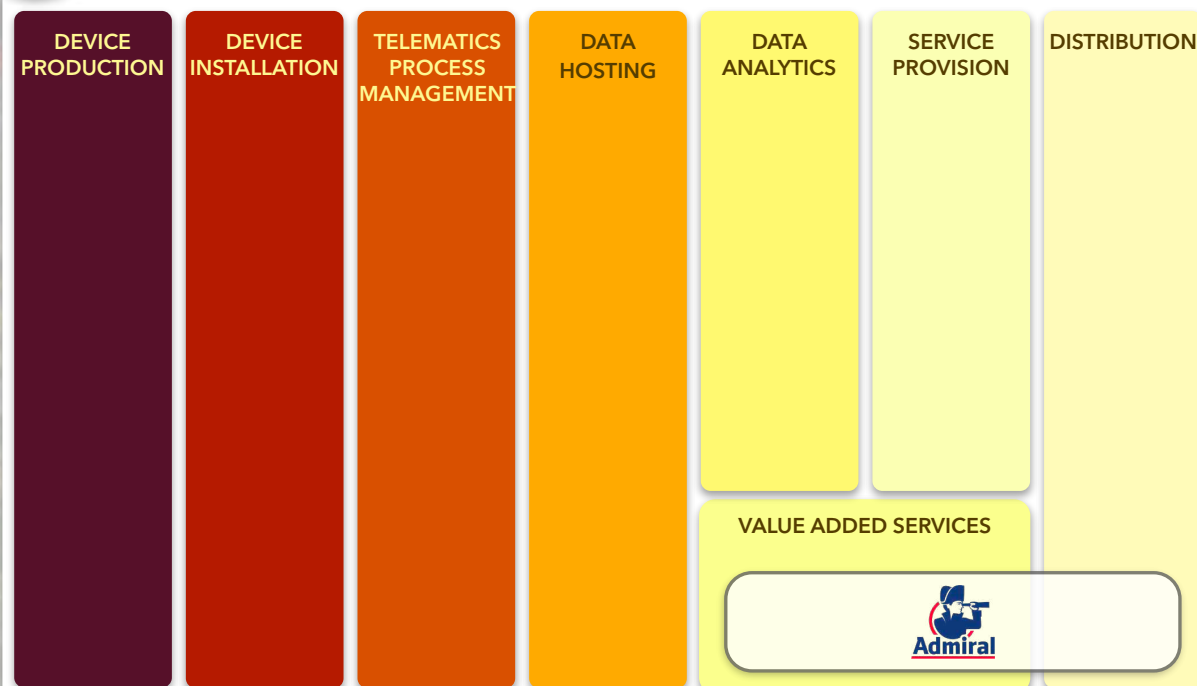 DEVICE
PRODUCTION
DEVICE
INSTALLATION
TELEMATICS
PROCESS
MANAGEMENT
DATA
HOSTING
DATA
ANALYTICS
SERVICE
PROVISION
DISTRIBUTION
VALUE ADDED SERVICES
Admiral